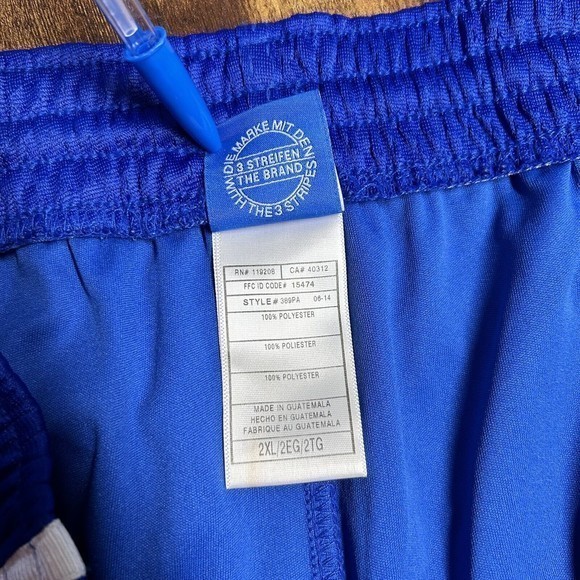 DIE MARKE MIT DEN
3 STREIFEN
THE BRAND
WITH THE 3 STRIPES
RN# 119208 CA# 40312
FFC ID CODE# 15474
STYLE# 369PA 06-14
100% POLYESTER
100% POLIESTER
100% POLYESTER
MADE IN GUATEMALA
HECHO EN GUATEMALA
FABRIQUE AU GUATEMALA
2XL/2EG/2TG